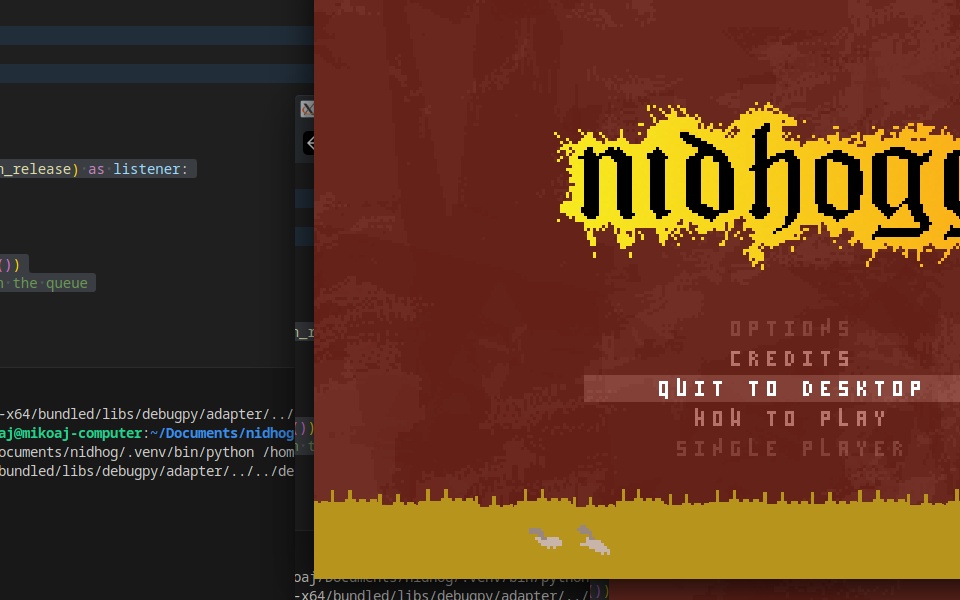 n_release) as listener:
())
n the queue
-x64/bundled/libs/debugpy/adapter/../
aj@mikoaj-computer:~/Documents/nidhog
ocuments/nidhog/.venv/bin/python /hom
bundled/libs/debugpy/adapter/../../de
n_r
())
n t
nidhogg
OPTIONS
CREDITS
QUIT TO DESKTOP
HOW TO PLAY
SINGLE PLAYER
oaj/Documents/nidhog/.venv/bin/python
-x64/bundled/libs/debugpy/adapter/../
())